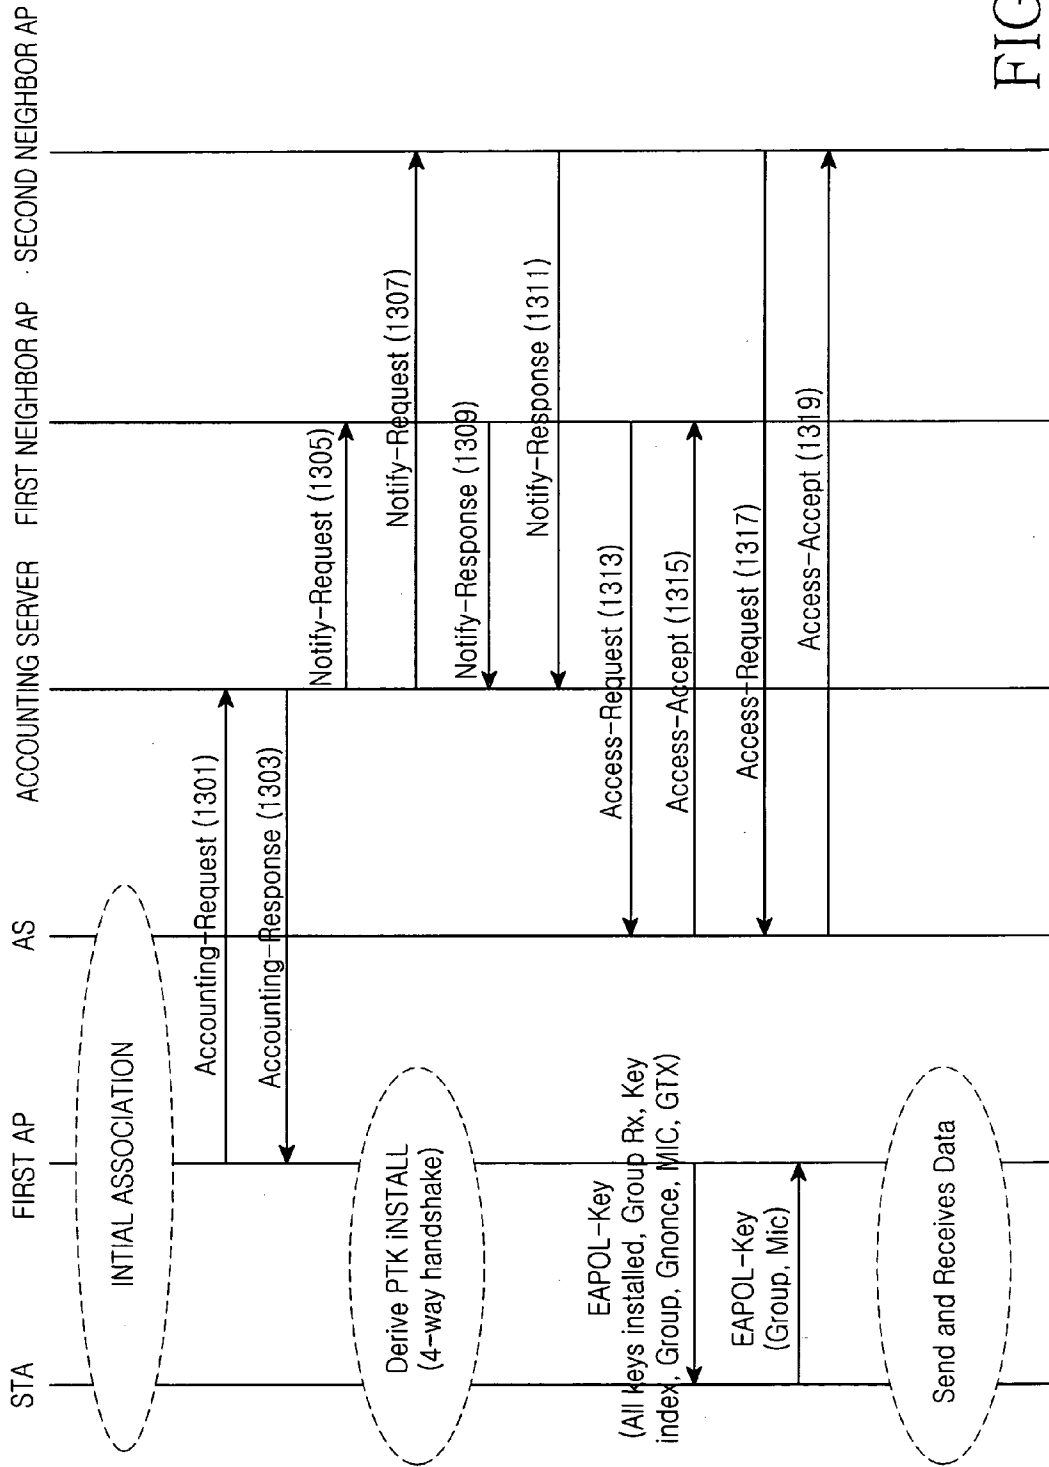 STA
FIRST AP
AS
ACCOUNTING SERVER
FIRST NEIGHBOR AP
SECOND NEIGHBOR AP
INTIAL ASSOCIATION
Accounting-Request (1301)
Accounting-Response (1303)
Notify-Request (1305)
Derive PTK iNSTALL
(4-way handshake)
Notify-Request (1307)
Notify-Response (1309)
Notify-Response (1311)
EAPOL-Key
(All keys installed, Group Rx, Key
index, Group, Gnonce, MIC, GTX)
Access-Request (1313)
Access-Accept (1315)
EAPOL-Key
(Group, Mic)
Access-Request (1317)
Access-Accept (1319)
Send and Receives Data
FIG